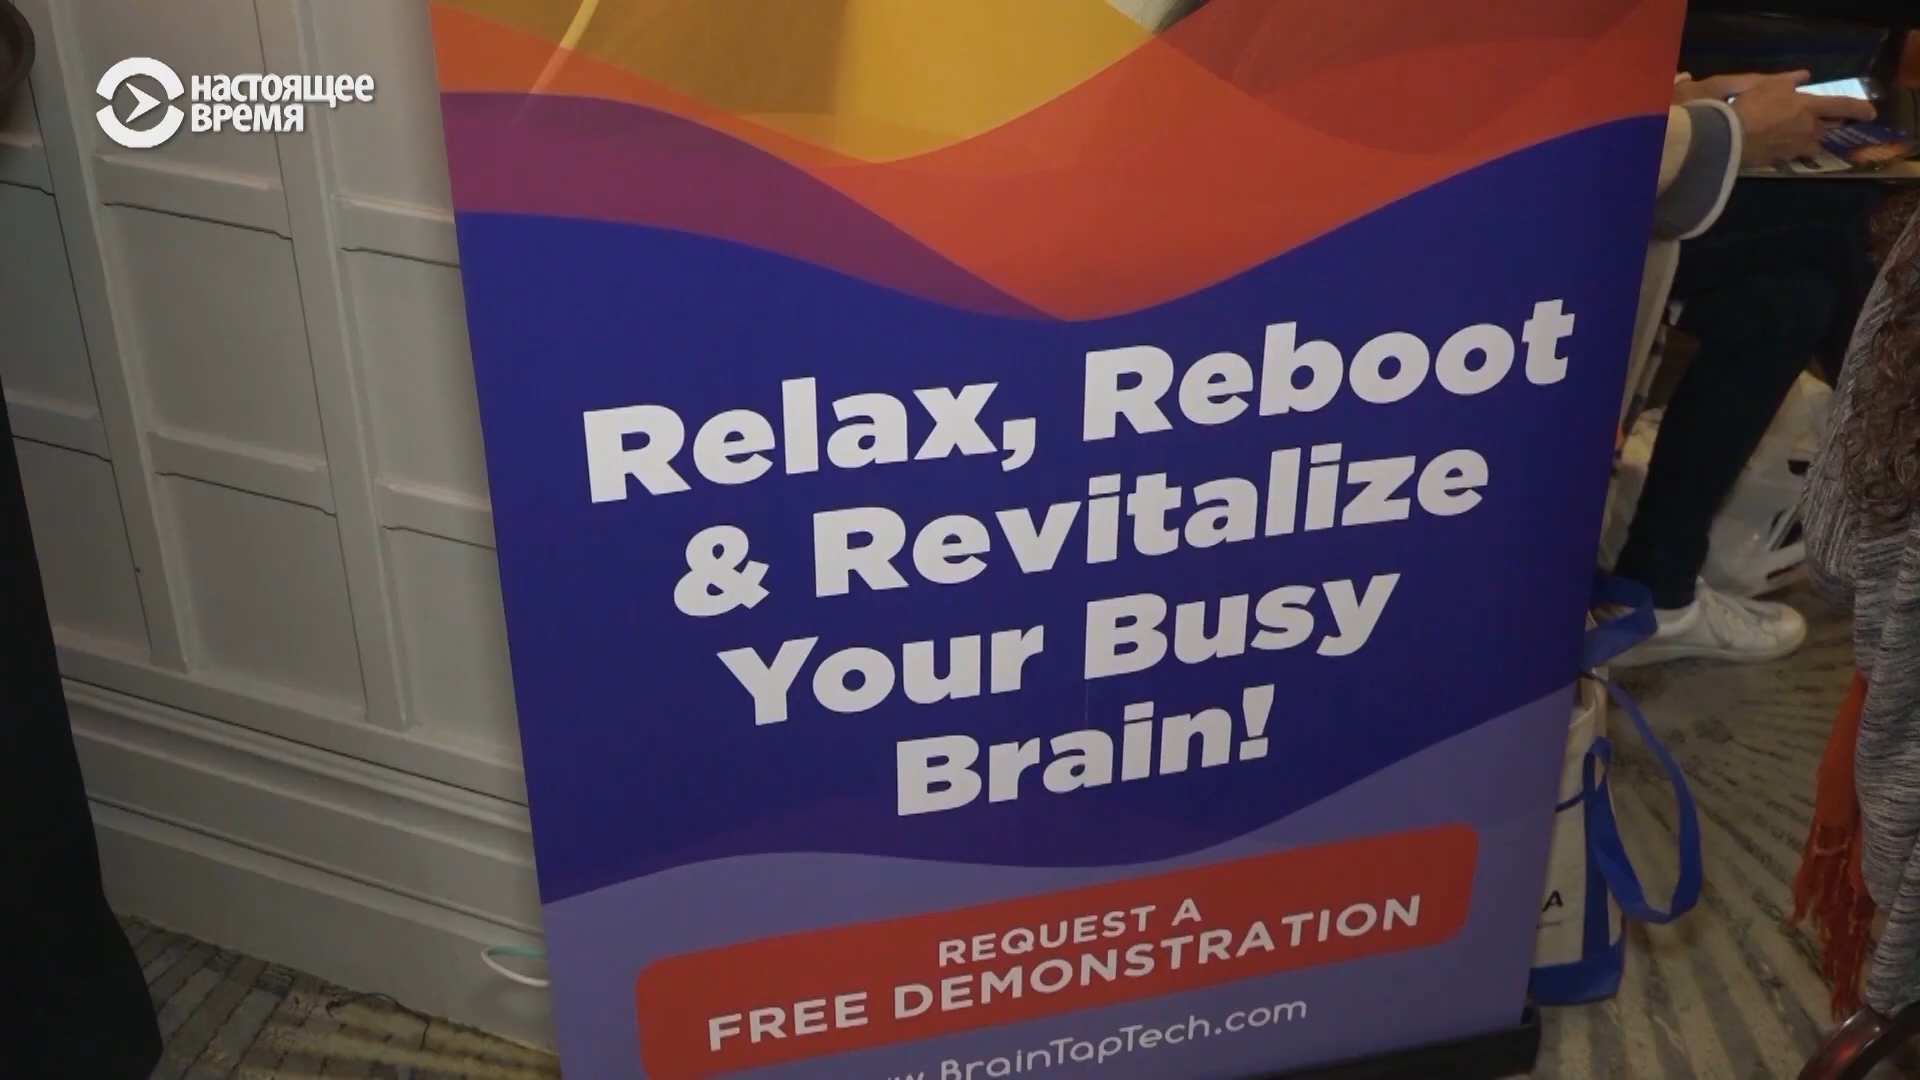 НАСТОЯЩЕЕ
ВРЕМЯ
Relax, Reboot
& Revitalize
Your Busy
Brain!
REQUEST A
FREE DEMONSTRATION
BrainTapTech.com
A